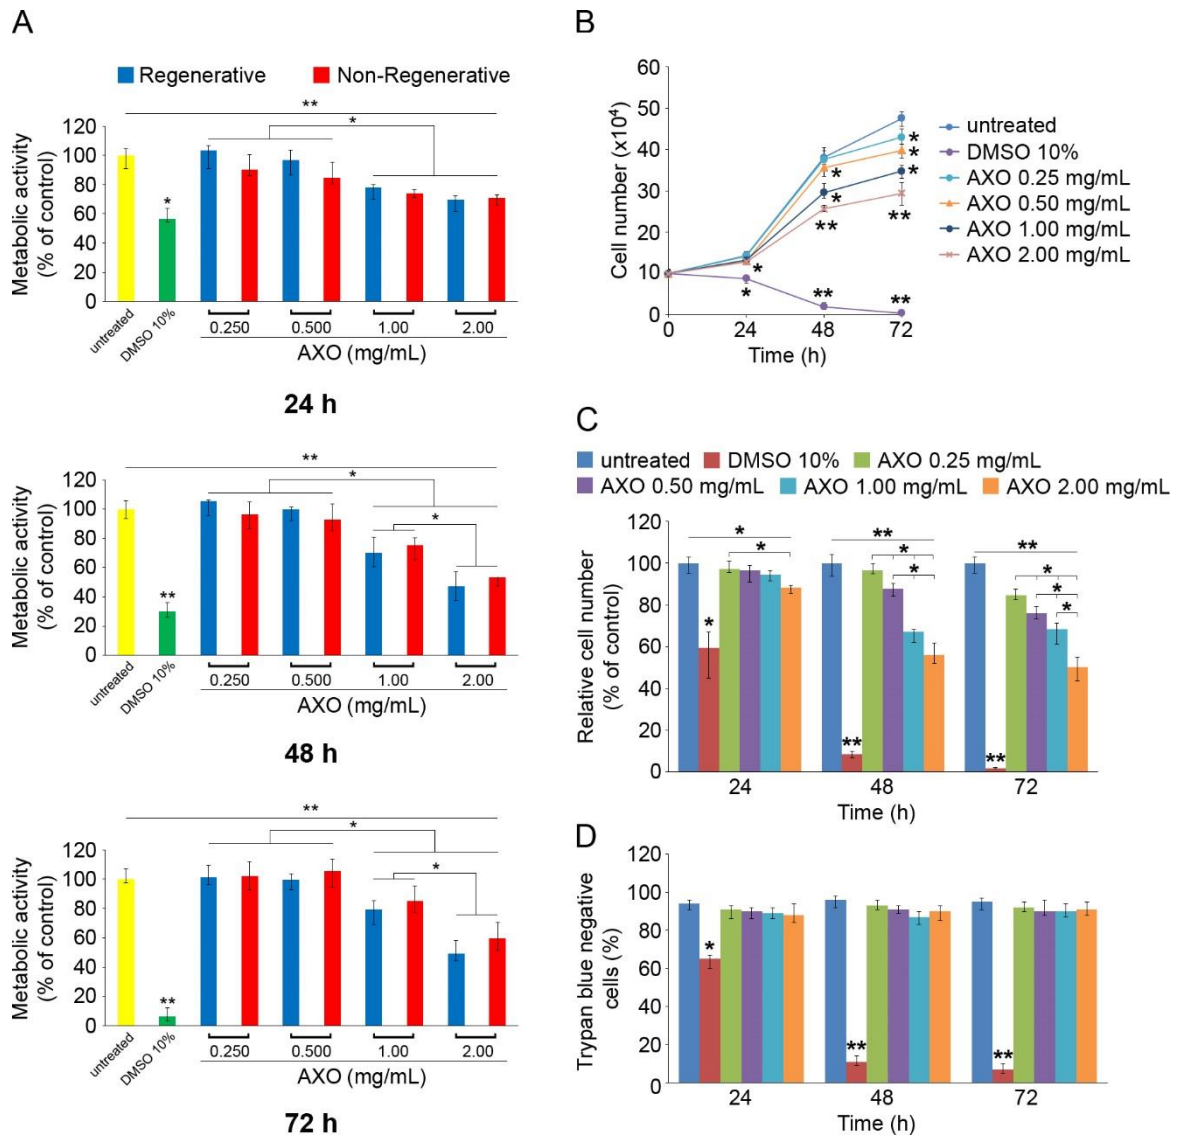 A
Regenerative Non-Regenerative
**
*
Metabolic activity
(% of control)
120
100
80
60
40
20
0
*
untreated
DMSO 10%
0.250 0.500 1.00 2.00
AXO (mg/mL)
24 h
**
*
*
Metabolic activity
(% of control)
120
100
80
60
40
20
0
**
untreated
DMSO 10%
0.250 0.500 1.00 2.00
AXO (mg/mL)
48 h
**
*
*
Metabolic activity
(% of control)
120
100
80
60
40
20
0
**
untreated
DMSO 10%
0.250 0.500 1.00 2.00
AXO (mg/mL)
72 h
B
Cell number (x10⁴)
60
50
40
30
20
10
0
* * * *
* * ** **
* ** **
0 24 48 72
Time (h)
untreated
DMSO 10%
AXO 0.25 mg/mL
AXO 0.50 mg/mL
AXO 1.00 mg/mL
AXO 2.00 mg/mL
C
untreated DMSO 10% AXO 0.25 mg/mL
AXO 0.50 mg/mL AXO 1.00 mg/mL AXO 2.00 mg/mL
Relative cell number
(% of control)
120
100
80
60
40
20
0
* ** **
* * *
* *
*
* ** **
24 48 72
Time (h)
D
Trypan blue negative
cells (%)
120
100
80
60
40
20
0
* ** **
24 48 72
Time (h)